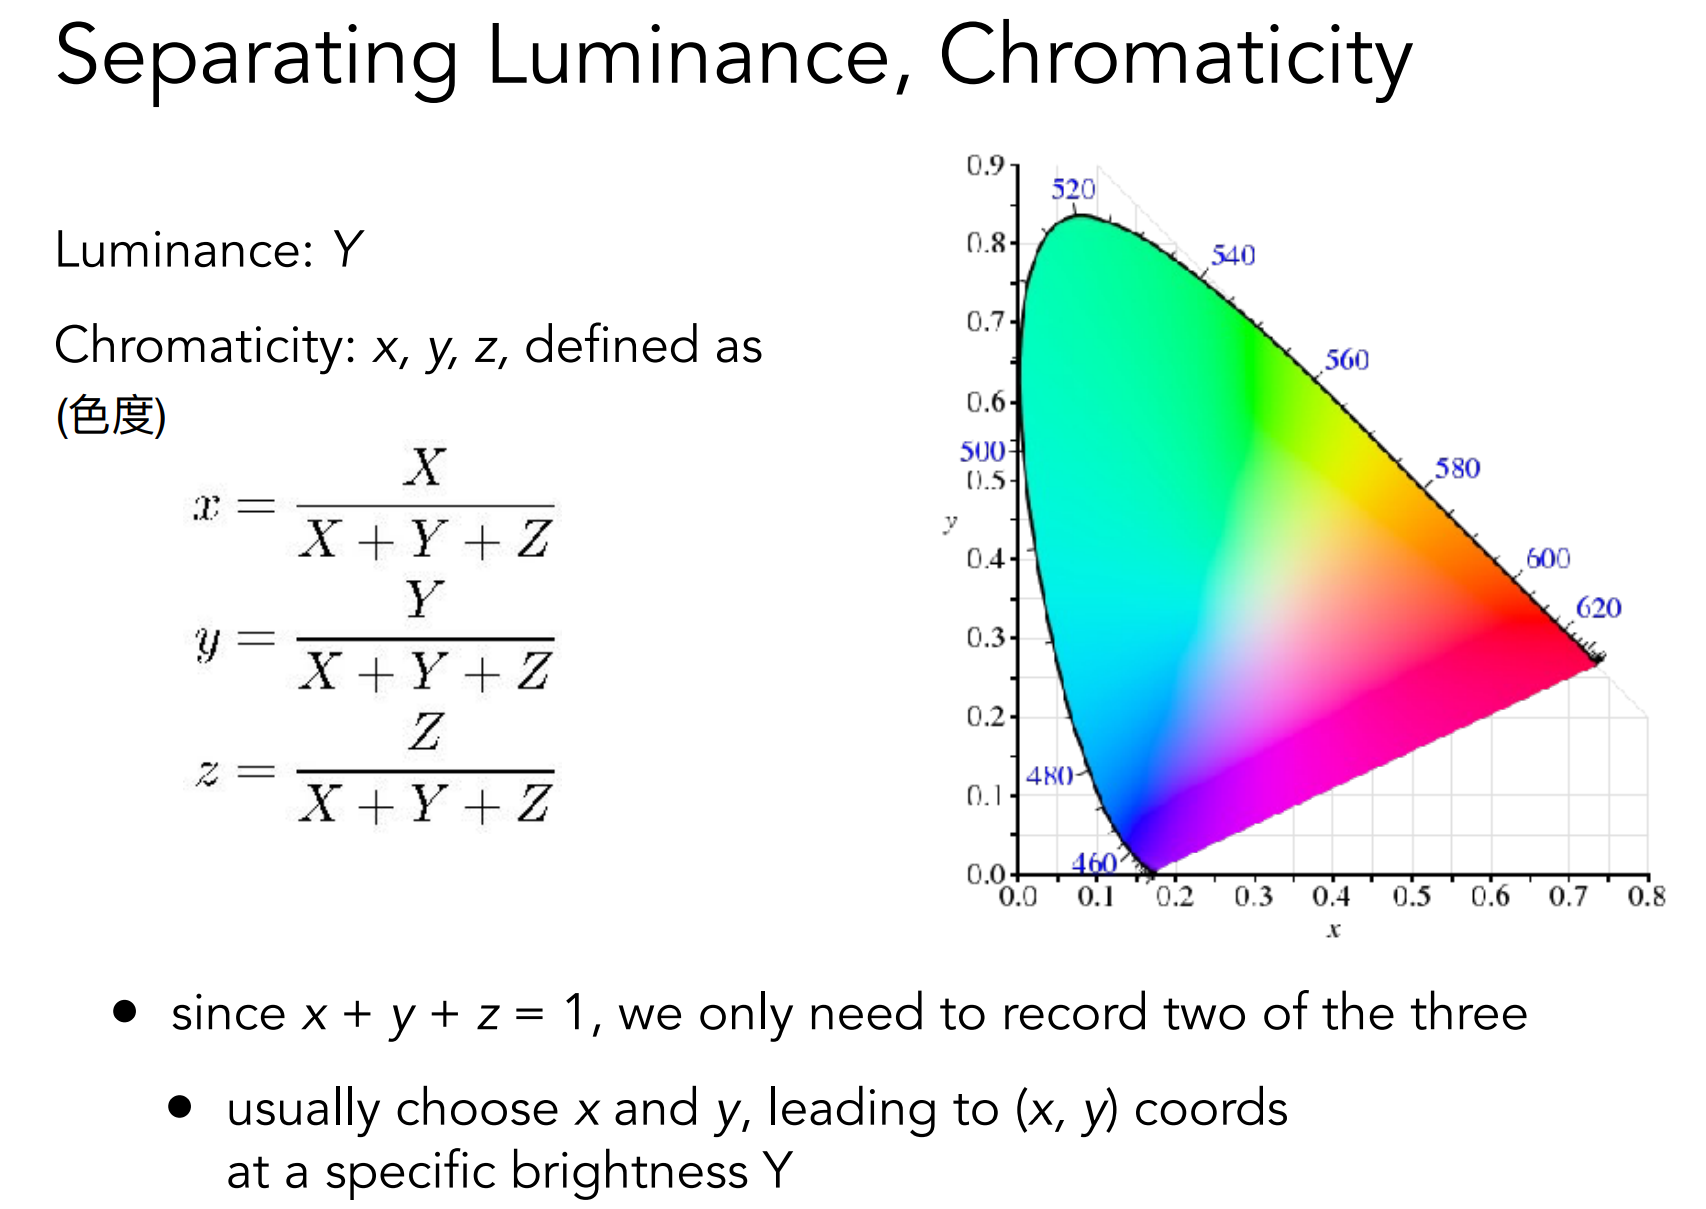 Separating Luminance, Chromaticity
Luminance: Y
Chromaticity: x, y, z, defined as
(色度)
x = X / X + Y + Z
y = Y / X + Y + Z
z = Z / X + Y + Z
0.9
520
0.8
540
0.7
560
0.6
500
580
0.5
y
0.4
600
620
0.3
0.2
480
0.1
460
0.0
0.0 0.1 0.2 0.3 0.4 0.5 0.6 0.7 0.8
x
• since x + y + z = 1, we only need to record two of the three
• usually choose x and y, leading to (x, y) coords
at a specific brightness Y